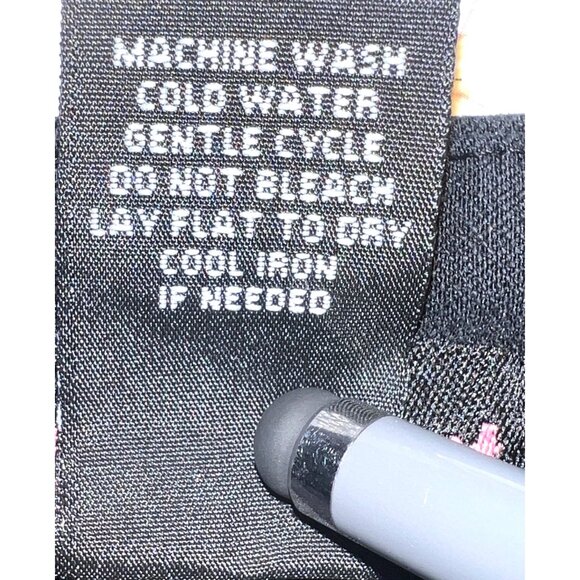 MACHINE WASH
COLD WATER
GENTLE CYCLE
DO NOT BLEACH
LAY FLAT TO DRY
COOL IRON
IF NEEDED